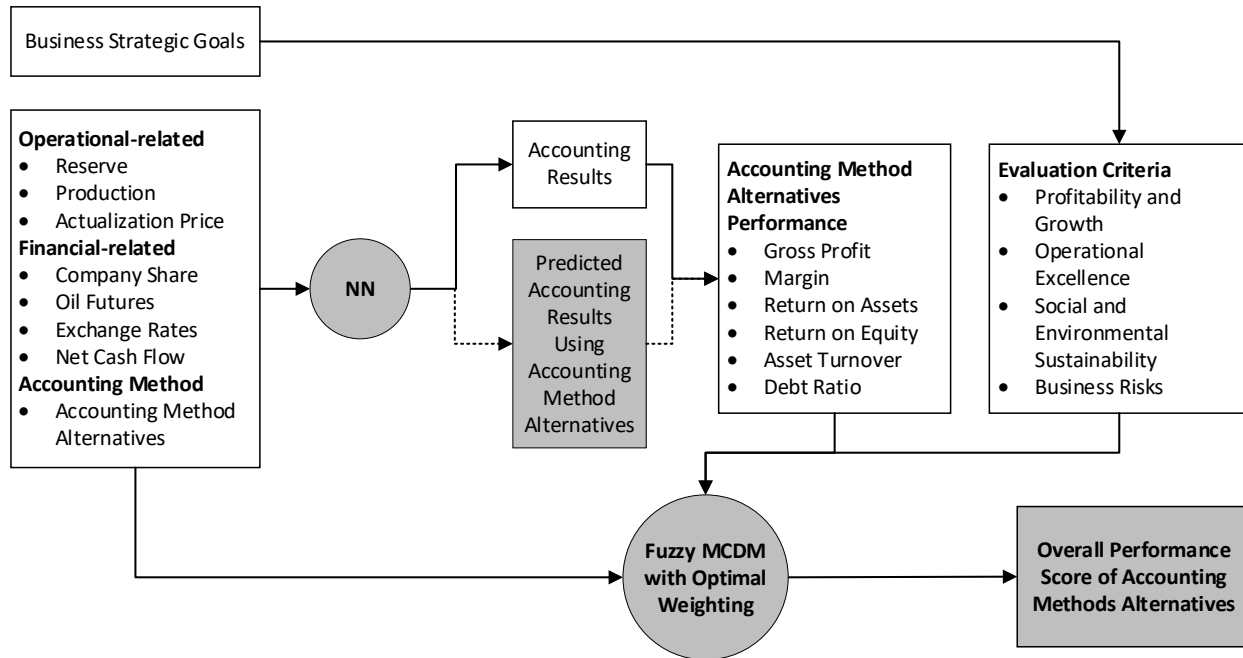 Business Strategic Goals
Operational-related
• Reserve
• Production
• Actualization Price
Financial-related
• Company Share
• Oil Futures
• Exchange Rates
• Net Cash Flow
Accounting Method
• Accounting Method
Alternatives
NN
Accounting
Results
Predicted
Accounting
Results
Using
Accounting
Method
Alternatives
Accounting Method
Alternatives
Performance
• Gross Profit
• Margin
• Return on Assets
• Return on Equity
• Asset Turnover
• Debt Ratio
Evaluation Criteria
• Profitability and
Growth
• Operational
Excellence
• Social and
Environmental
Sustainability
• Business Risks
Fuzzy MCDM
with Optimal
Weighting
Overall Performance
Score of Accounting
Methods Alternatives